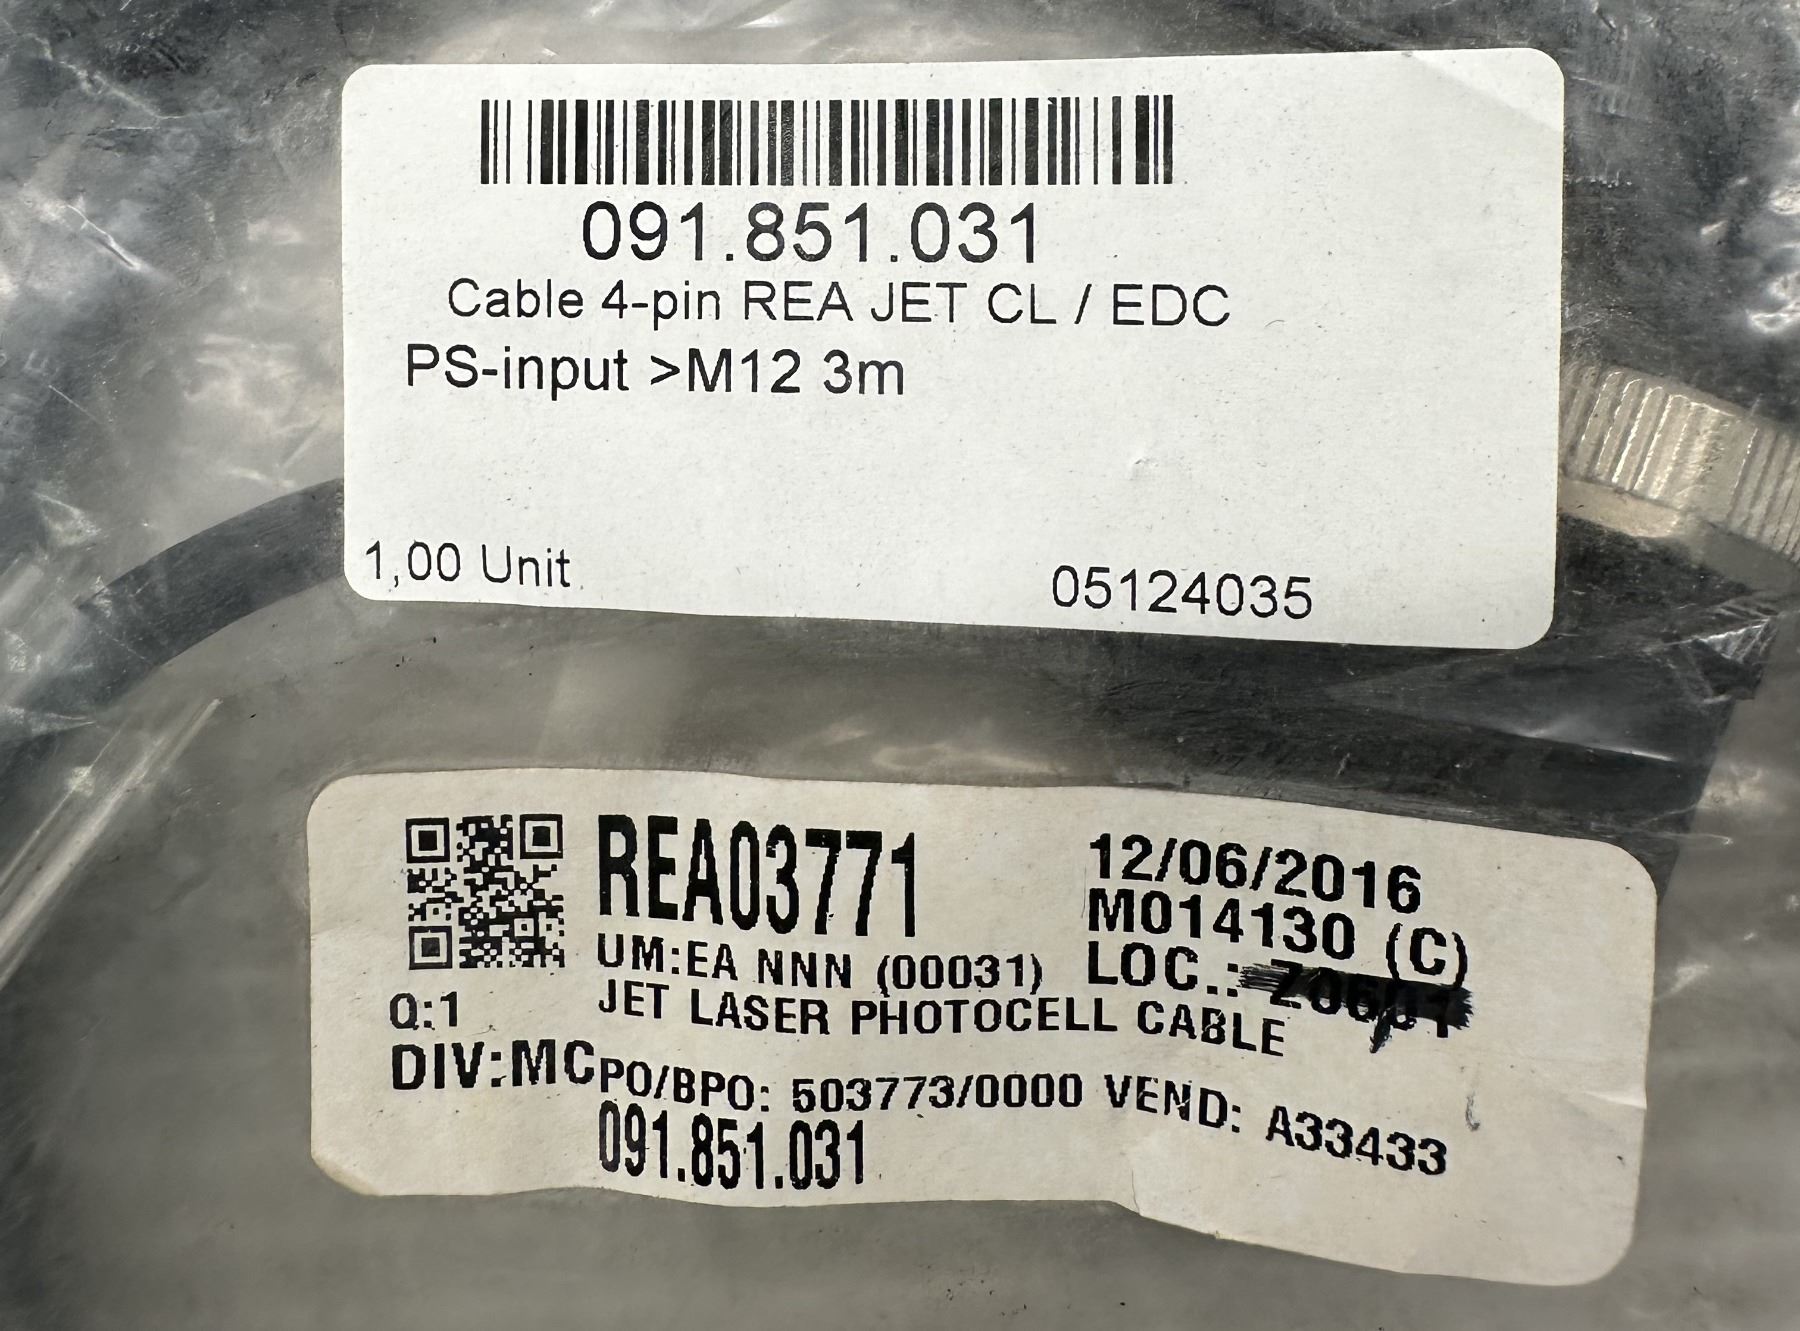 091.851.031
Cable 4-pin REA JET CL / EDC
PS-input >M12 3m
1,00 Unit 05124035
REA03771 12/06/2016
M014130 (C)
UM:EA NNN (00031) LOC.:
Q:1 JET LASER PHOTOCELL CABLE
DIV:MC PO/BPO: 503773/0000 VEND: A33433
091.851.031